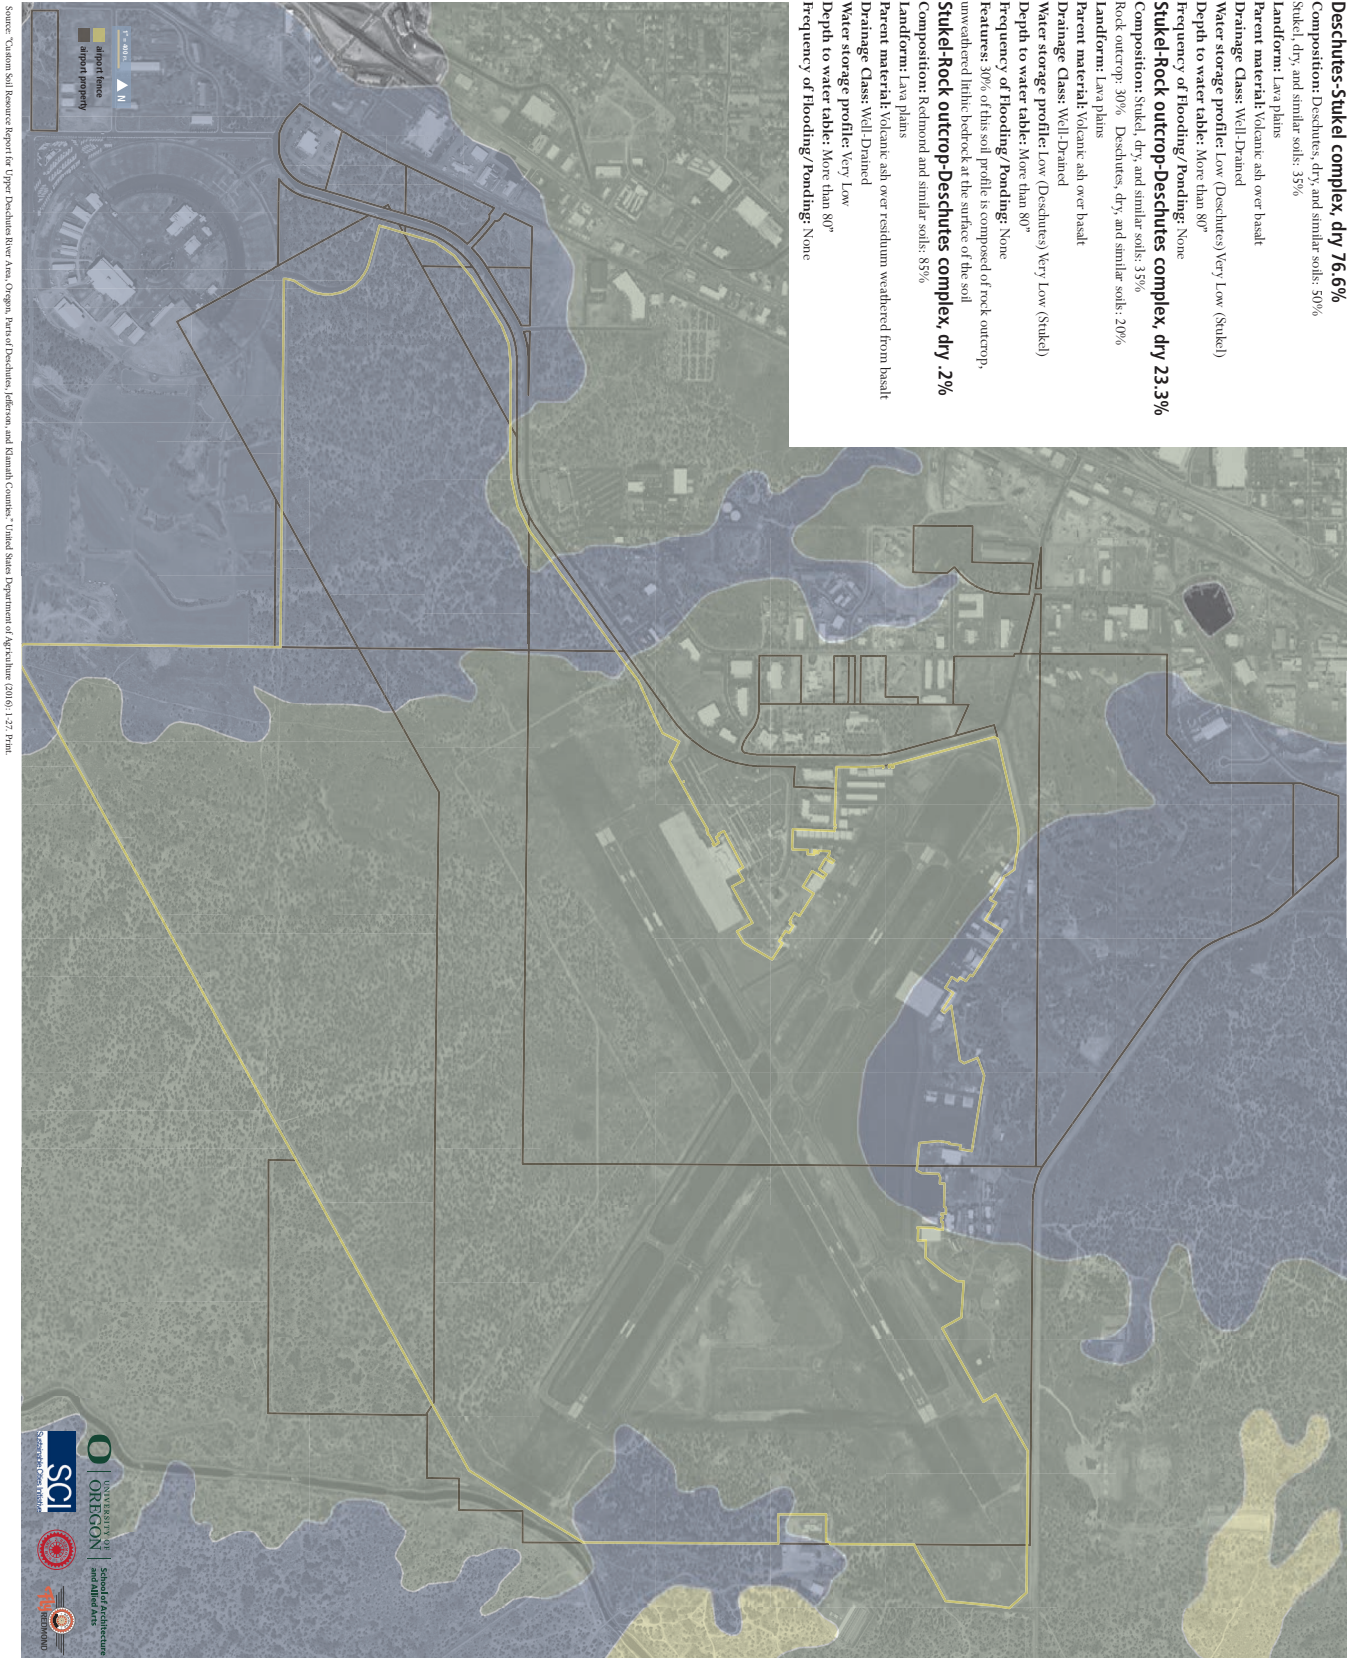 Deschutes-Stukel complex, dry 76.6%
Composition: Deschutes, dry, and similar soils: 50%
Stukel, dry, and similar soils: 35%
Landform: Lava plains
Parent material: Volcanic ash over basalt
Drainage Class: Well-Drained
Water storage profile: Low (Deschutes) Very Low (Stukel)
Depth to water table: More than 80"
Frequency of Flooding/Ponding: None
Stukel-Rock outcrop-Deschutes complex, dry 23.3%
Composition: Stukel, dry, and similar soils: 35%
Rock outcrop: 30% Deschutes, dry, and similar soils: 20%
Landform: Lava plains
Parent material: Volcanic ash over basalt
Drainage Class: Well-Drained
Water storage profile: Low (Deschutes) Very Low (Stukel)
Depth to water table: More than 80"
Frequency of Flooding/Ponding: None
Features: 30% of this soil profile is composed of rock outcrop,
unweathered lithic bedrock at the surface of the soil
Stukel-Rock outcrop-Deschutes complex, dry .2%
Composition: Redmond and similar soils: 85%
Landform: Lava plains
Parent material: Volcanic ash over residuum weathered from basalt
Drainage Class: Well-Drained
Water storage profile: Very Low
Depth to water table: More than 80"
Frequency of Flooding/Ponding: None
1" = 400 ft.
N
airport fence
airport property
O
UNIVERSITY OF
OREGON
School of Architecture
and Allied Arts
SCI
Sustainable Cities Initiative
fly
REDMOND
Source: "Custom Soil Resource Report for Upper Deschutes River Area, Oregon, Parts of Deschutes, Jefferson, and Klamath Counties." United States Department of Agriculture (2016): 1-27. Print.